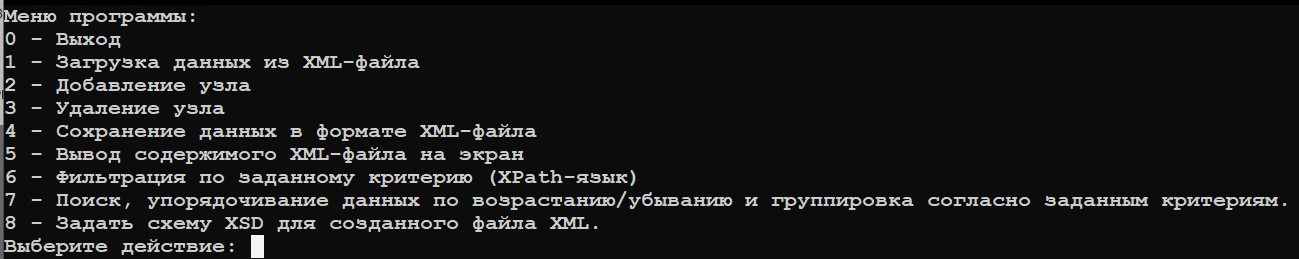 Меню программы:
0 - Выход
1 - Загрузка данных из XML-файла
2 - Добавление узла
3 - Удаление узла
4 - Сохранение данных в формате XML-файла
5 - Вывод содержимого XML-файла на экран
6 - Фильтрация по заданному критерию (XPath-язык)
7 - Поиск, упорядочивание данных по возрастанию/убыванию и группировка согласно заданным критериям.
8 - Задать схему XSD для созданного файла XML.
Выберите действие: